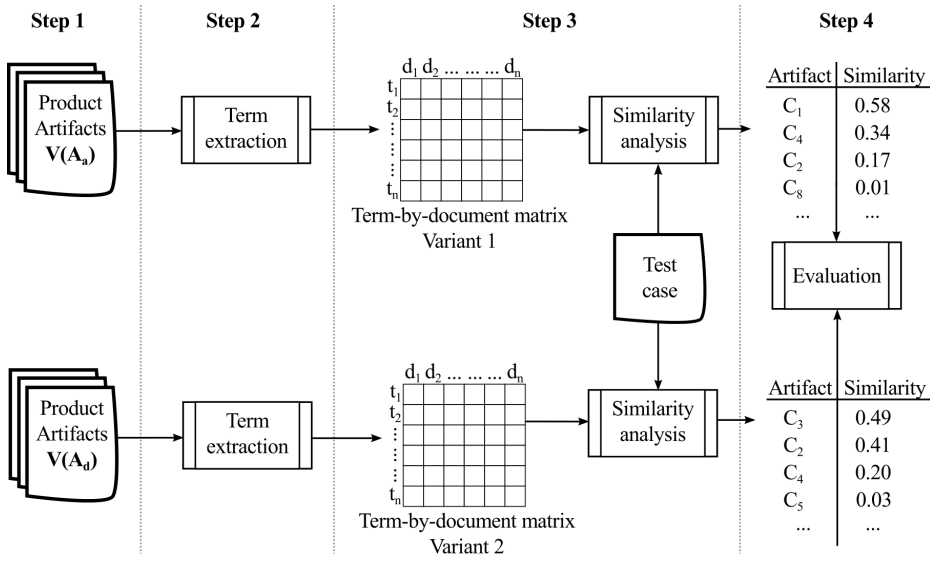 Step 1
Step 2
Step 3
Step 4
Product
Artifacts
V(Aₐ)
Term
extraction
d₁ d₂ ... ... ... dₙ
t₁
t₂
⋮
⋮
tₙ
Term-by-document matrix
Variant 1
Similarity
analysis
Artifact Similarity
C₁ 0.58
C₄ 0.34
C₂ 0.17
C₈ 0.01
... ...
Test
case
Evaluation
Product
Artifacts
V(A_d)
Term
extraction
d₁ d₂ ... ... ... dₙ
t₁
t₂
⋮
⋮
tₙ
Term-by-document matrix
Variant 2
Similarity
analysis
Artifact Similarity
C₃ 0.49
C₂ 0.41
C₄ 0.20
C₅ 0.03
... ...